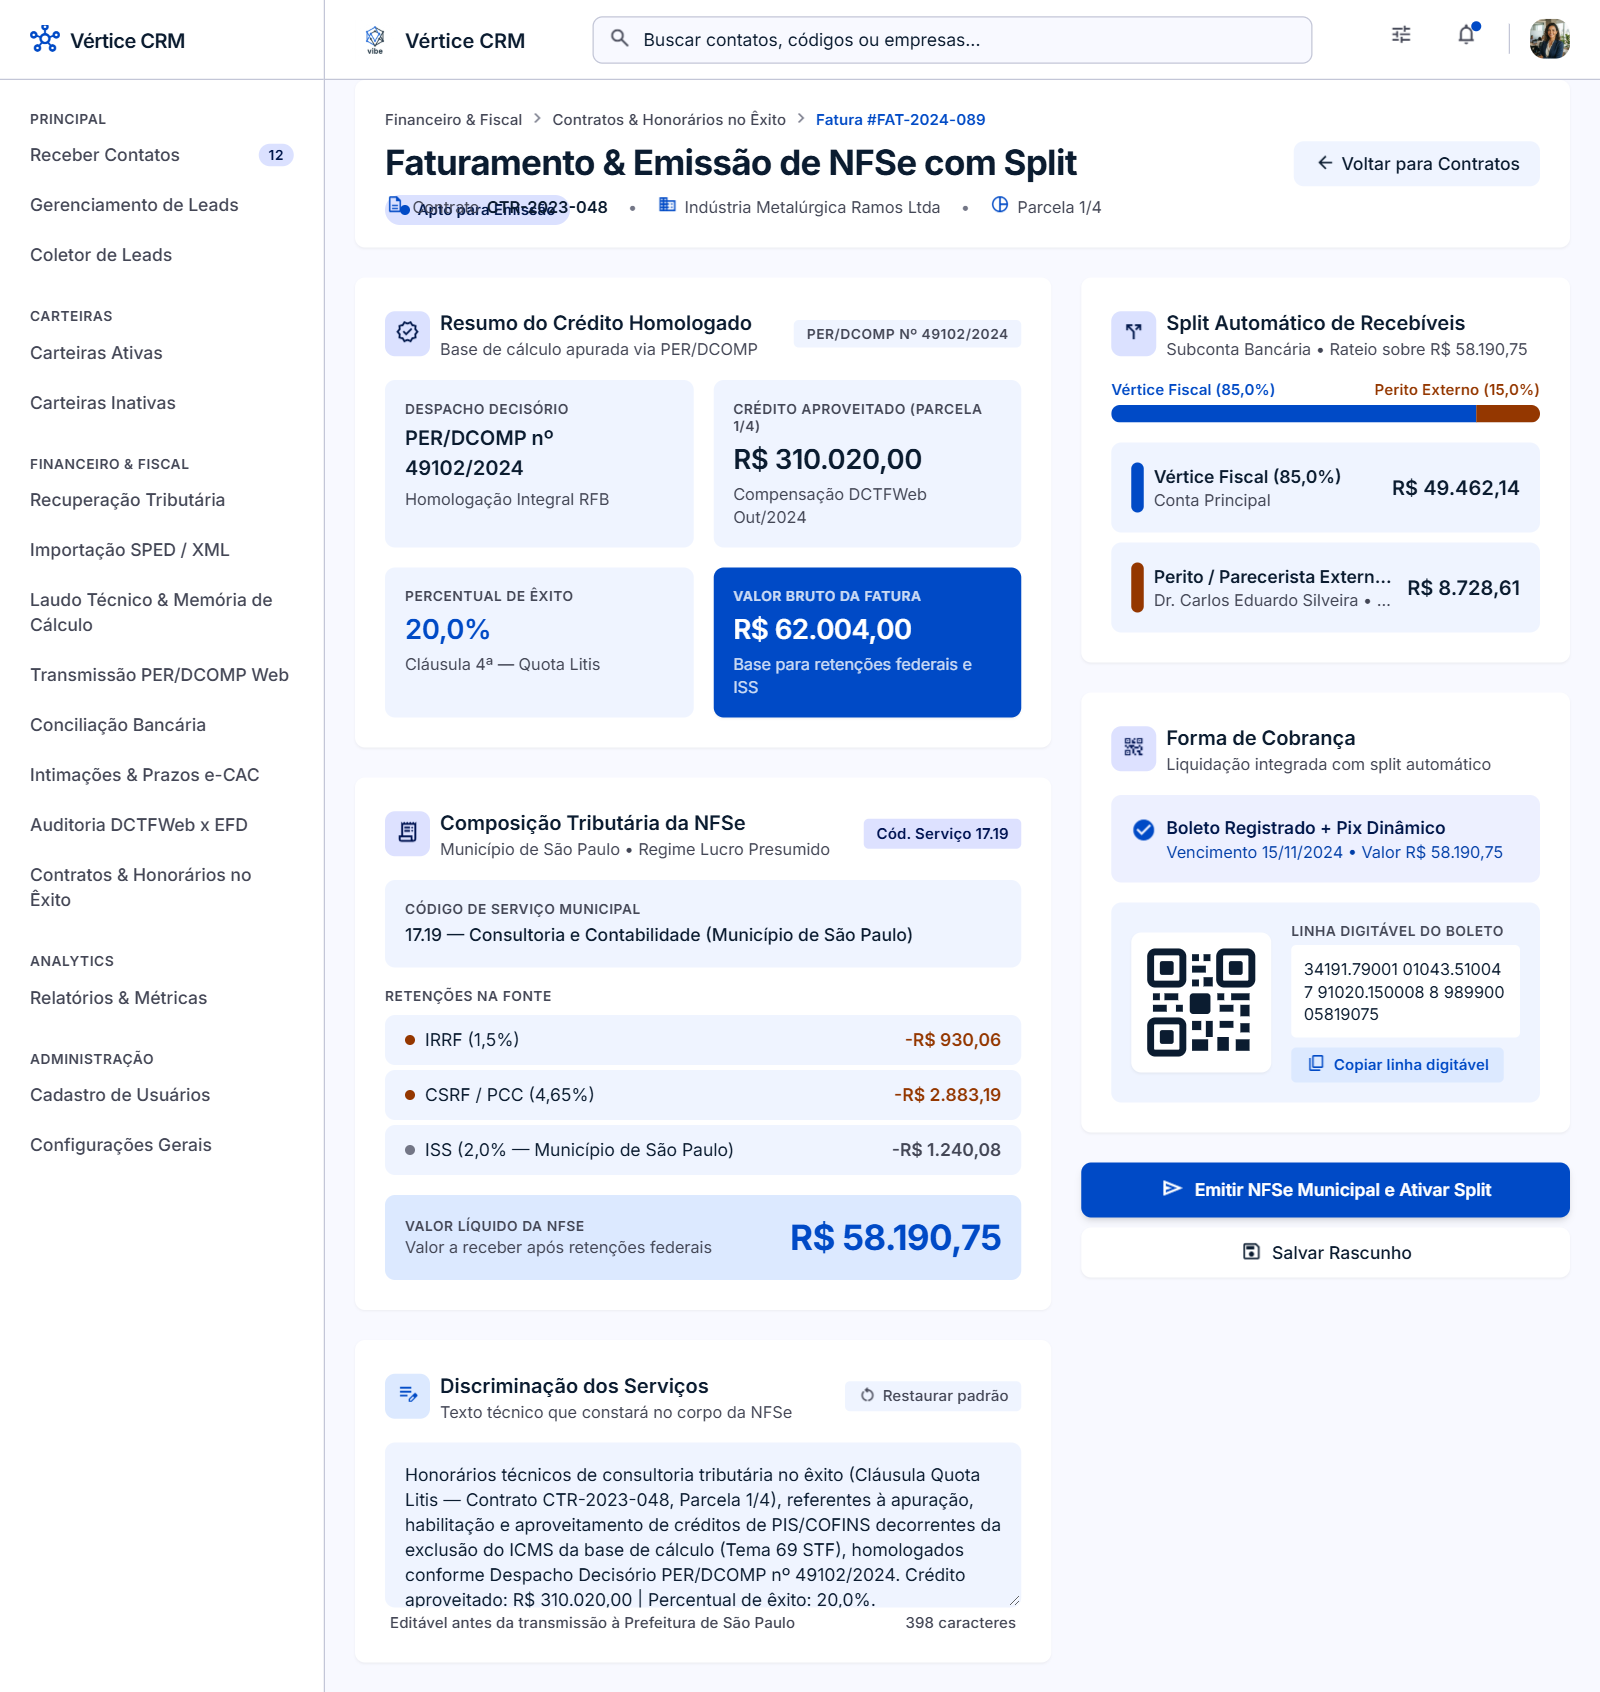 Vértice CRM
vibe
Vértice CRM
Buscar contatos, códigos ou empresas...
PRINCIPAL
Receber Contatos
12
Gerenciamento de Leads
Coletor de Leads
CARTEIRAS
Carteiras Ativas
Carteiras Inativas
FINANCEIRO & FISCAL
Recuperação Tributária
Importação SPED / XML
Laudo Técnico & Memória de
Cálculo
Transmissão PER/DCOMP Web
Conciliação Bancária
Intimações & Prazos e-CAC
Auditoria DCTFWeb x EFD
Contratos & Honorários no
Êxito
ANALYTICS
Relatórios & Métricas
ADMINISTRAÇÃO
Cadastro de Usuários
Configurações Gerais
Financeiro & Fiscal
Contratos & Honorários no Êxito
Fatura #FAT-2024-089
Faturamento & Emissão de NFSe com Split
Voltar para Contratos
Apto para Emissão
Contrato CTR-2023-048 • Indústria Metalúrgica Ramos Ltda • Parcela 1/4
Resumo do Crédito Homologado
Base de cálculo apurada via PER/DCOMP
PER/DCOMP Nº 49102/2024
DESPACHO DECISÓRIO
PER/DCOMP nº
49102/2024
Homologação Integral RFB
CRÉDITO APROVEITADO (PARCELA
1/4)
R$ 310.020,00
Compensação DCTFWeb
Out/2024
PERCENTUAL DE ÊXITO
20,0%
Cláusula 4ª — Quota Litis
VALOR BRUTO DA FATURA
R$ 62.004,00
Base para retenções federais e
ISS
Composição Tributária da NFSe
Município de São Paulo • Regime Lucro Presumido
Cód. Serviço 17.19
CÓDIGO DE SERVIÇO MUNICIPAL
17.19 — Consultoria e Contabilidade (Município de São Paulo)
RETENÇÕES NA FONTE
IRRF (1,5%)
-R$ 930,06
CSRF / PCC (4,65%)
-R$ 2.883,19
ISS (2,0% — Município de São Paulo)
-R$ 1.240,08
VALOR LÍQUIDO DA NFSE
Valor a receber após retenções federais
R$ 58.190,75
Discriminação dos Serviços
Texto técnico que constará no corpo da NFSe
Restaurar padrão
Honorários técnicos de consultoria tributária no êxito (Cláusula Quota
Litis — Contrato CTR-2023-048, Parcela 1/4), referentes à apuração,
habilitação e aproveitamento de créditos de PIS/COFINS decorrentes da
exclusão do ICMS da base de cálculo (Tema 69 STF), homologados
conforme Despacho Decisório PER/DCOMP nº 49102/2024. Crédito
aproveitado: R$ 310.020,00 | Percentual de êxito: 20,0%.
Editável antes da transmissão à Prefeitura de São Paulo
398 caracteres
Split Automático de Recebíveis
Subconta Bancária • Rateio sobre R$ 58.190,75
Vértice Fiscal (85,0%)
Perito Externo (15,0%)
Vértice Fiscal (85,0%)
Conta Principal
R$ 49.462,14
Perito / Parecerista Extern...
Dr. Carlos Eduardo Silveira • ...
R$ 8.728,61
Forma de Cobrança
Liquidação integrada com split automático
Boleto Registrado + Pix Dinâmico
Vencimento 15/11/2024 • Valor R$ 58.190,75
LINHA DIGITÁVEL DO BOLETO
34191.79001 01043.51004
7 91020.150008 8 989900
05819075
Copiar linha digitável
Emitir NFSe Municipal e Ativar Split
Salvar Rascunho